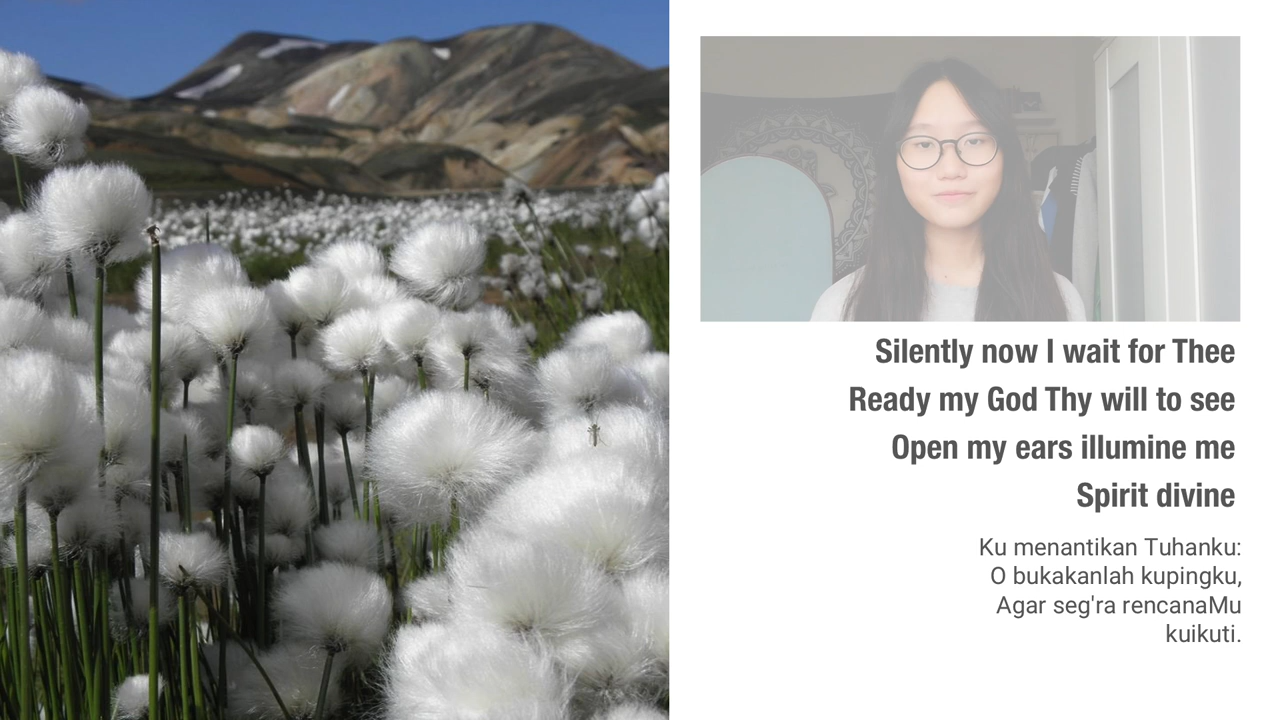 Silently now I wait for Thee
Ready my God Thy will to see
Open my ears illumine me
Spirit divine
Ku menantikan Tuhanku:
O bukakanlah kupingku,
Agar seg'ra rencanaMu
kuikuti.